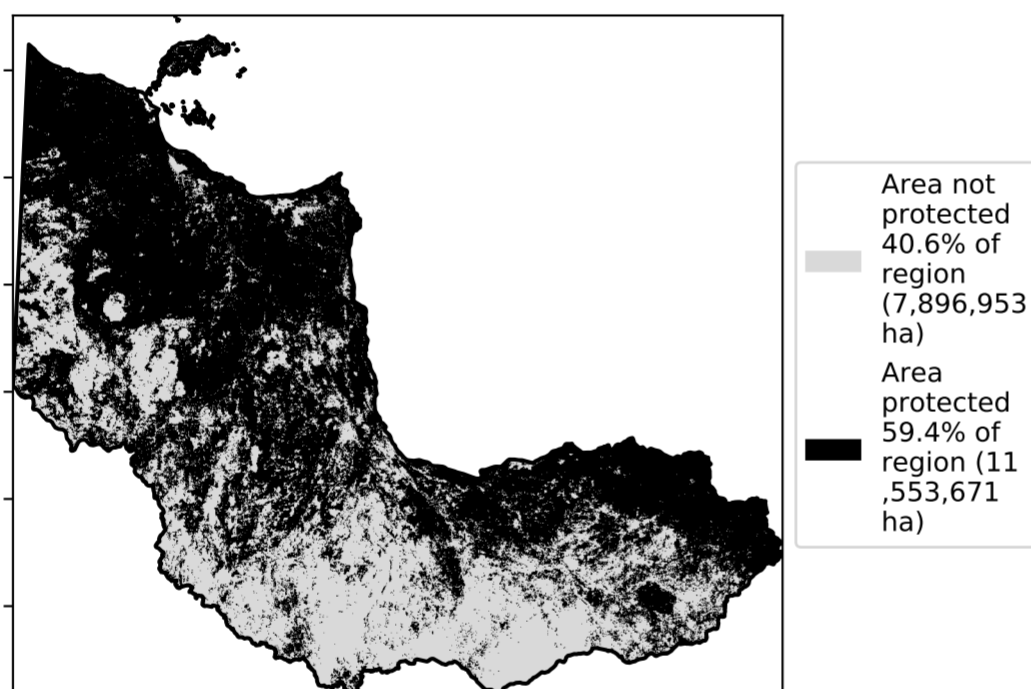 Area not
protected
40.6% of
region
(7,896,953
ha)
Area
protected
59.4% of
region (11
,553,671
ha)